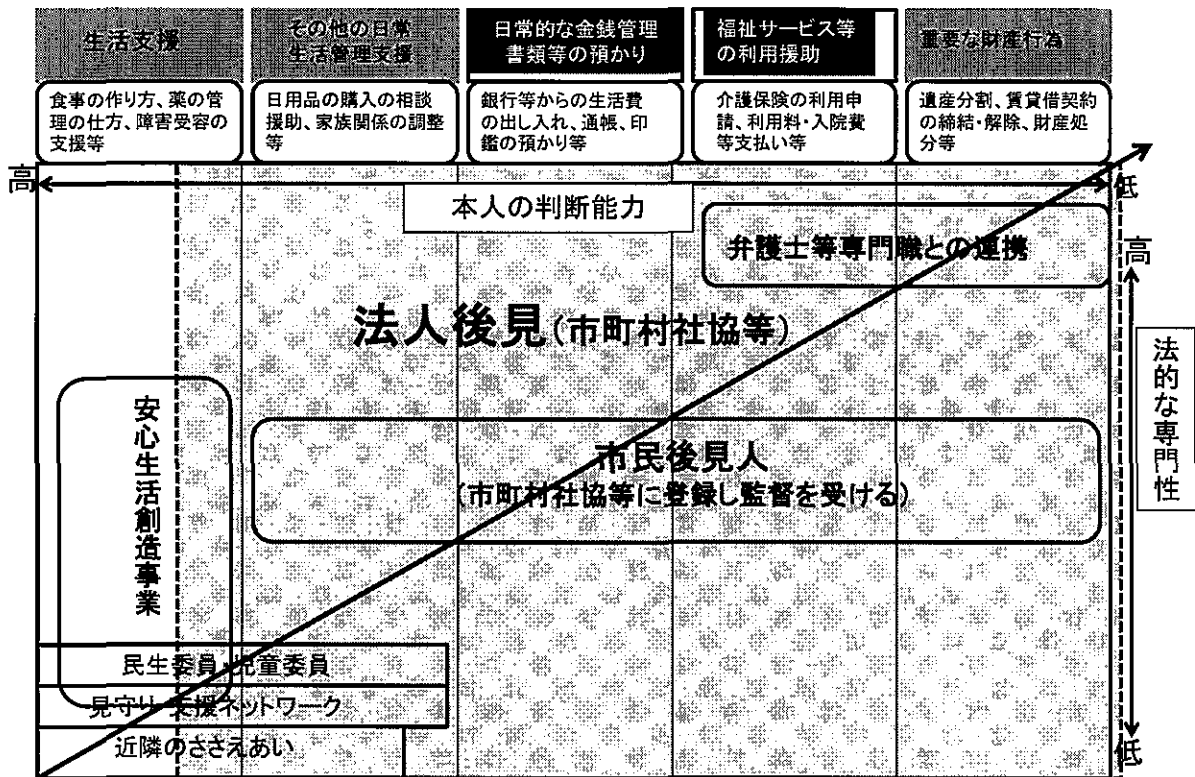 生活支援
その他の日常
生活管理支援
日常的な金銭管理
書類等の預かり
福祉サービス等
の利用援助
重要な財産行為
食事の作り方、薬の管
理の仕方、障害受容の
支援等
日用品の購入の相談
援助、家族関係の調整
等
銀行等からの生活費
の出し入れ、通帳、印
鑑の預かり等
介護保険の利用申
請、利用料・入院費
等支払い等
遺産分割、賃貸借契約
の締結・解除、財産処
分等
高
本人の判断能力
低
弁護士等専門職との連携
高
法人後見(市町村社協等)
法的な専門性
安心生活創造事業
市民後見人
(市町村社協等に登録し監督を受ける)
民生委員・児童委員
見守り・支援ネットワーク
近隣のささえあい
低